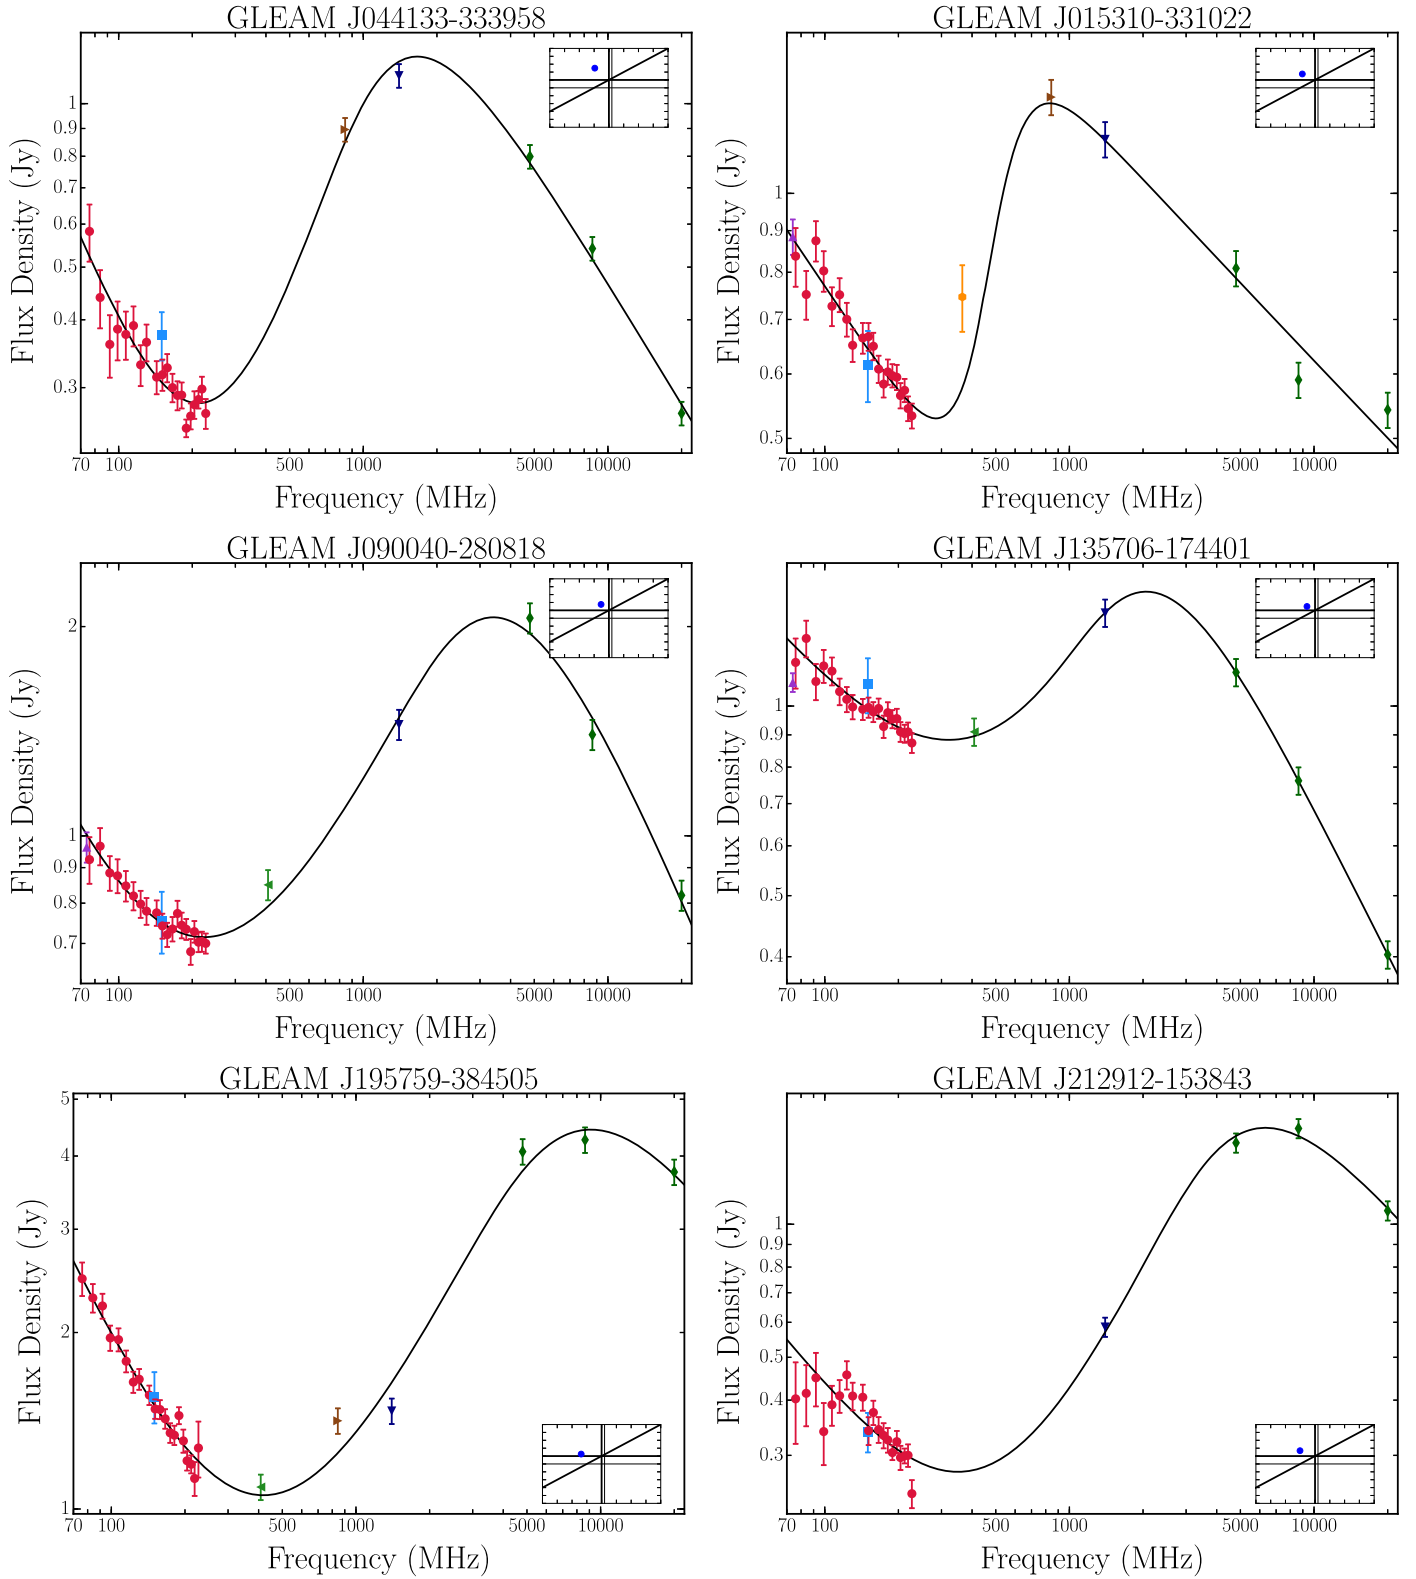 GLEAM J044133-333958
Flux Density (Jy)
1
0.9
0.8
0.7
0.6
0.5
0.4
0.3
70 100 500 1000 5000 10000
Frequency (MHz)
GLEAM J015310-331022
Flux Density (Jy)
1
0.9
0.8
0.7
0.6
0.5
70 100 500 1000 5000 10000
Frequency (MHz)
GLEAM J090040-280818
Flux Density (Jy)
2
1
0.9
0.8
0.7
70 100 500 1000 5000 10000
Frequency (MHz)
GLEAM J135706-174401
Flux Density (Jy)
1
0.9
0.8
0.7
0.6
0.5
0.4
70 100 500 1000 5000 10000
Frequency (MHz)
GLEAM J195759-384505
Flux Density (Jy)
5
4
3
2
1
70 100 500 1000 5000 10000
Frequency (MHz)
GLEAM J212912-153843
Flux Density (Jy)
1
0.9
0.8
0.7
0.6
0.5
0.4
0.3
70 100 500 1000 5000 10000
Frequency (MHz)